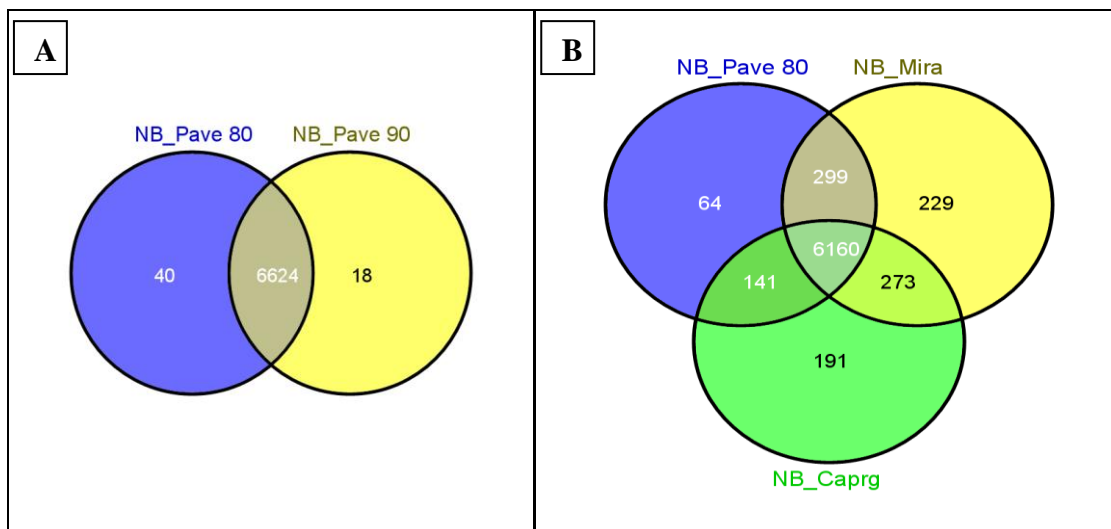 A
NB_Pave 80 NB_Pave 90
40 6624 18
B
NB_Pave 80 NB_Mira
299
64 229
6160
141 273
191
NB_Caprg